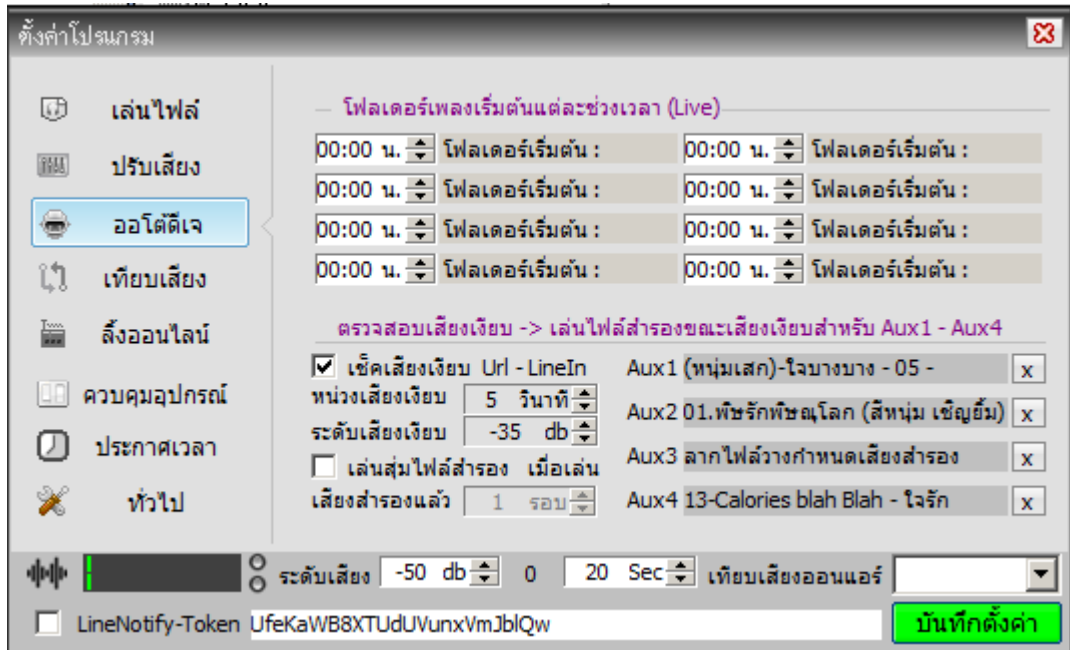 ตั้งค่าโปรแกรม
เล่นไฟล์
ปรับเสียง
ออโต้ดีเจ
เทียบเสียง
ลิ้งออนไลน์
ควบคุมอุปกรณ์
ประกาศเวลา
ทั่วไป
โฟลเดอร์เพลงเริ่มต้นแต่ละช่วงเวลา (Live)
00:00 น. โฟลเดอร์เริ่มต้น : 00:00 น. โฟลเดอร์เริ่มต้น :
00:00 น. โฟลเดอร์เริ่มต้น : 00:00 น. โฟลเดอร์เริ่มต้น :
00:00 น. โฟลเดอร์เริ่มต้น : 00:00 น. โฟลเดอร์เริ่มต้น :
00:00 น. โฟลเดอร์เริ่มต้น : 00:00 น. โฟลเดอร์เริ่มต้น :
ตรวจสอบเสียงเงียบ -> เล่นไฟล์สำรองขณะเสียงเงียบสำหรับ Aux1 - Aux4
เช็คเสียงเงียบ Url - LineIn
หน่วงเสียงเงียบ 5 วินาที
ระดับเสียงเงียบ -35 db
เล่นสุ่มไฟล์สำรอง เมื่อเล่น
เสียงสำรองแล้ว 1 รอบ
Aux1 (หนุ่มเสก)-ใจบางบาง - 05 - x
Aux2 01.พิษรักพิษณุโลก (สีหนุ่ม เชิญยิ้ม) x
Aux3 ลากไฟล์วางกำหนดเสียงสำรอง x
Aux4 13-Calories blah Blah - ใจรัก x
ระดับเสียง -50 db 0 20 Sec เทียบเสียงออนแอร์
LineNotify-Token UfeKaWB8XTUdUVunxVmJblQw บันทึกตั้งค่า